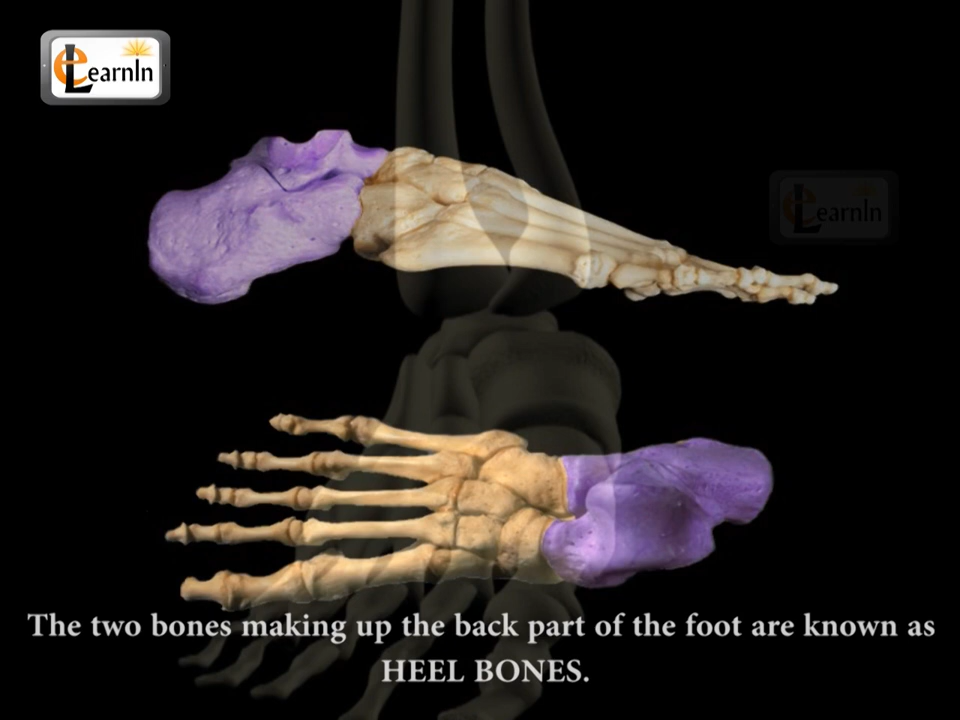 eLearnIn
eLearnIn
The two bones making up the back part of the foot are known as
HEEL BONES.